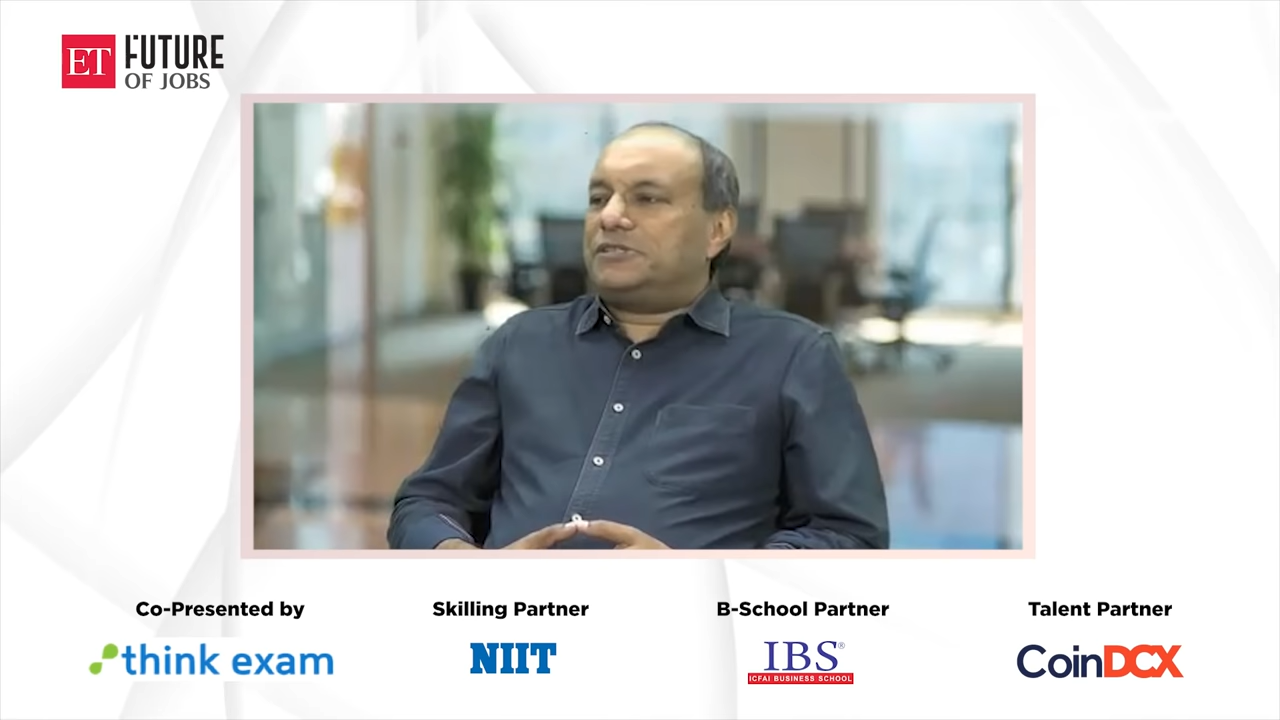 ET FUTURE
OF JOBS
Co-Presented by
Skilling Partner
B-School Partner
Talent Partner
think exam
NIIT
IBS®
ICFAI BUSINESS SCHOOL
CoinDCX